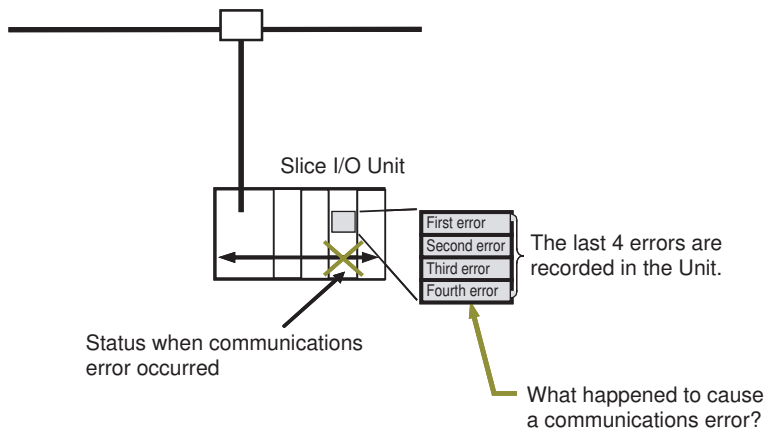 Slice I/O Unit
First error
Second error
Third error
Fourth error
The last 4 errors are
recorded in the Unit.
Status when communications
error occurred
What happened to cause
a communications error?